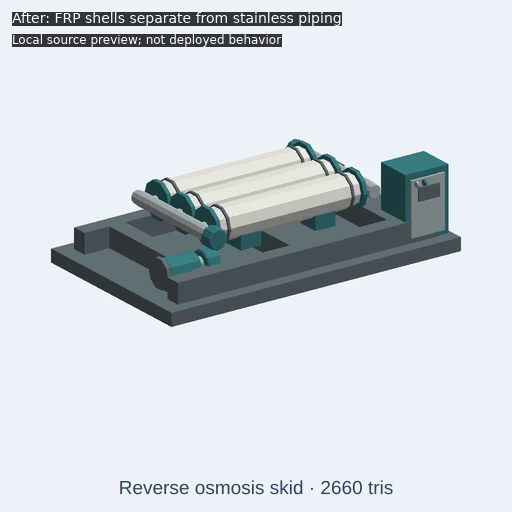 After: FRP shells separate from stainless piping
Local source preview; not deployed behavior
Reverse osmosis skid · 2660 tris